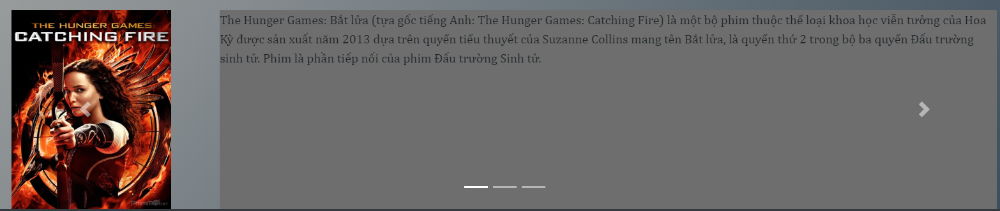 THE HUNGER GAMES:
CATCHING FIRE
The Hunger Games: Bắt lửa (tựa gốc tiếng Anh: The Hunger Games: Catching Fire) là một bộ phim thuộc thể loại khoa học viễn tưởng của Hoa
Kỳ được sản xuất năm 2013 dựa trên quyển tiểu thuyết của Suzanne Collins mang tên Bắt lửa, là quyển thứ 2 trong bộ ba quyển Đấu trường
sinh tử. Phim là phần tiếp nối của phim Đấu trường Sinh tử.
phimmoi.net